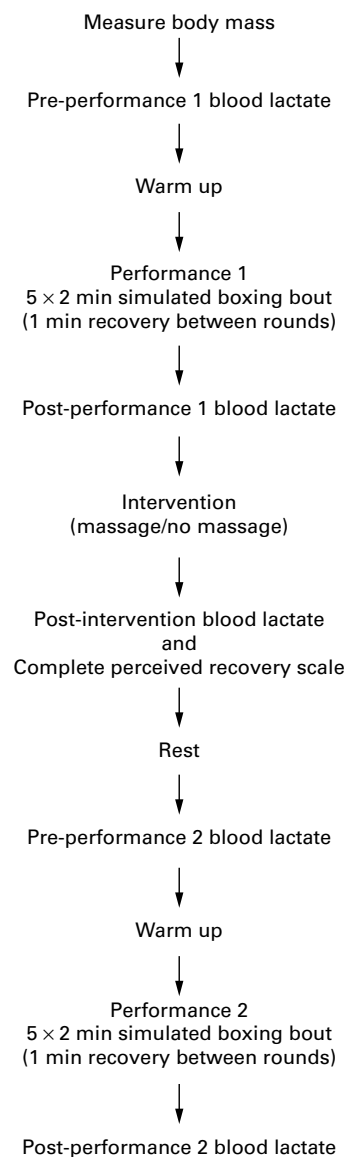 Measure body mass
Pre-performance 1 blood lactate
Warm up
Performance 1
5 × 2 min simulated boxing bout
(1 min recovery between rounds)
Post-performance 1 blood lactate
Intervention
(massage/no massage)
Post-intervention blood lactate
and
Complete perceived recovery scale
Rest
Pre-performance 2 blood lactate
Warm up
Performance 2
5 × 2 min simulated boxing bout
(1 min recovery between rounds)
Post-performance 2 blood lactate